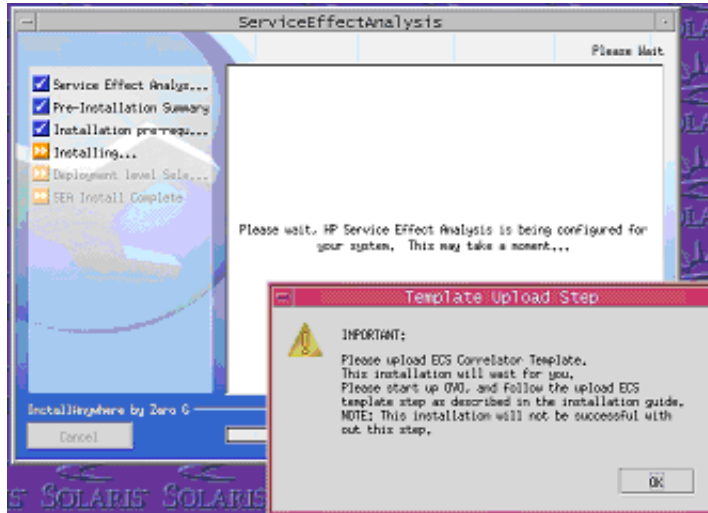 ServiceEffectAnalysis
Please Wait
Service Effect Analys...
Pre-Installation Summary
Installation pre-requ...
Installing...
Deployment level Sele...
SEA Install Complete
Please wait, HP Service Effect Analysis is being configured for
your system. This may take a moment...
Template Upload Step
IMPORTANT:
Please upload ECS Correlator Template.
This installation will wait for you.
Please start up OVO, and follow the upload ECS
template step as described in the installation guide.
NOTE: This installation will not be successful with
out this step.
OK
InstallAnywhere by Zero G
Cancel
SOLARIS SOLARIS